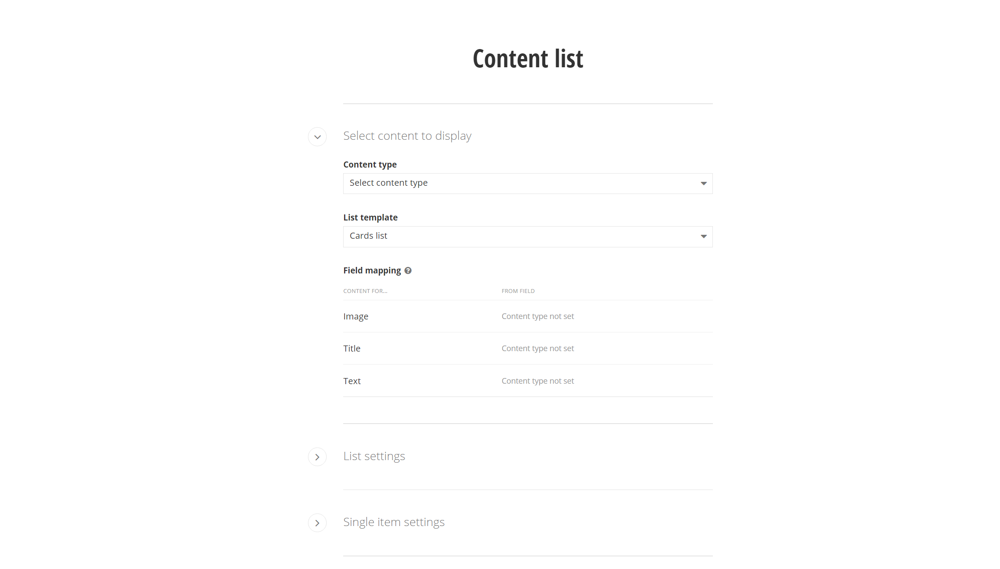 Content list
Select content to display
Content type
Select content type
List template
Cards list
Field mapping
CONTENT FOR... FROM FIELD
Image Content type not set
Title Content type not set
Text Content type not set
List settings
Single item settings